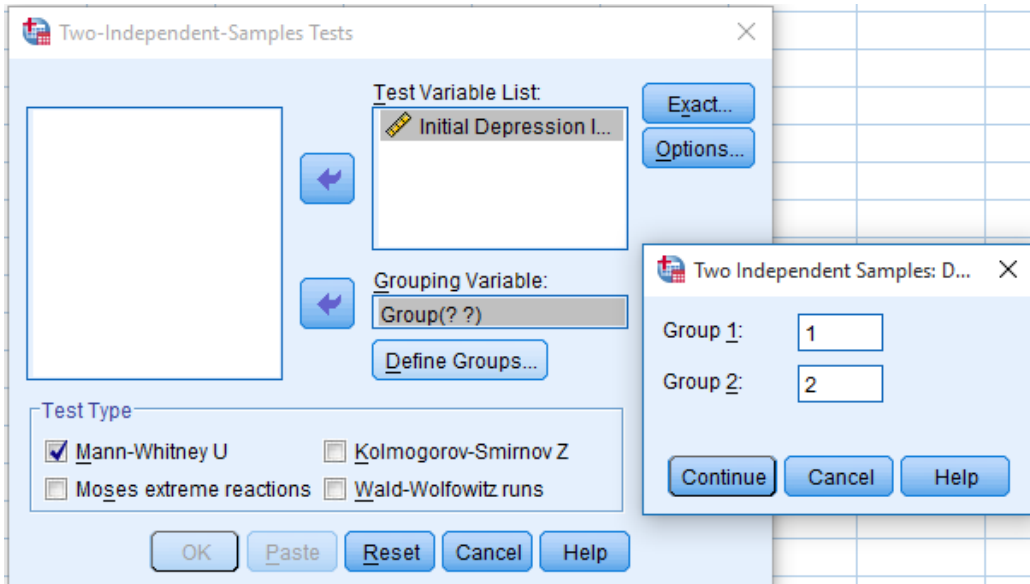 Two-Independent-Samples Tests
Test Variable List:
Initial Depression I...
Exact...
Options...
Grouping Variable:
Group(? ?)
Define Groups...
Test Type
Mann-Whitney U
Kolmogorov-Smirnov Z
Moses extreme reactions
Wald-Wolfowitz runs
OK
Paste
Reset
Cancel
Help
Two Independent Samples: D...
Group 1:
1
Group 2:
2
Continue
Cancel
Help